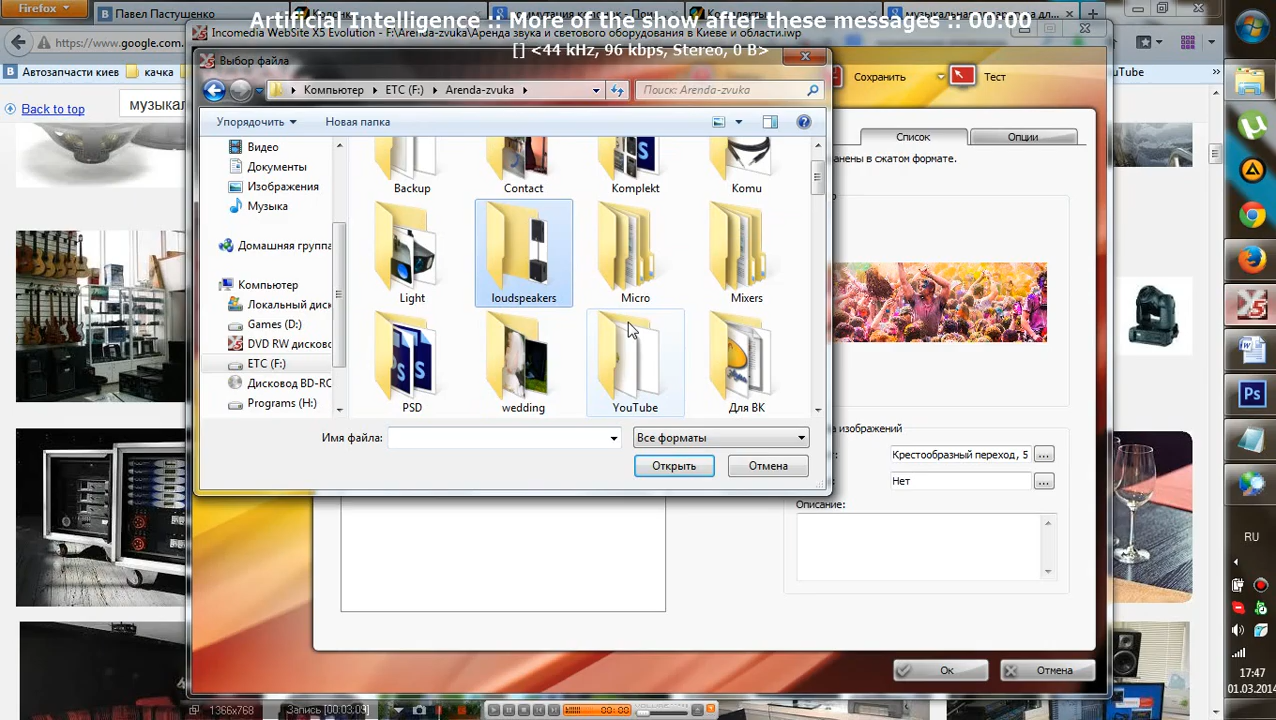 Firefox
Павел Пастушенко
Artificial Intelligence :: More of the show after these messages :: 00:00
[] <44 kHz, 96 kbps, Stereo, 0 B>
Incomedia WebSite X5 Evolution - F:\Arenda-zvuka\Аренда звука и светового оборудования в Киеве и области.iwp
https://www.google.com.
Автозапчасти киев
качка
Back to top
музыкал
Выбор файла
Компьютер
ETC (F:)
Arenda-zvuka
Поиск: Arenda-zvuka
Сохранить
Тест
Упорядочить
Новая папка
Список
Опции
анены в сжатом формате.
Видео
Документы
Изображения
Музыка
Домашняя группа
Компьютер
Локальный диск
Games (D:)
DVD RW дисково
ETC (F:)
Дисковод BD-RO
Programs (H:)
Backup
Contact
Komplekt
Komu
Light
loudspeakers
Micro
Mixers
PSD
wedding
YouTube
Для ВК
Имя файла:
Все форматы
Открыть
Отмена
а изображений
Крестообразный переход, 5
...
Нет
...
Описание:
Ок
Отмена
1366x768
Запись [00:03:09]
00:00
uTube
»
RU
17:47
01.03.2014